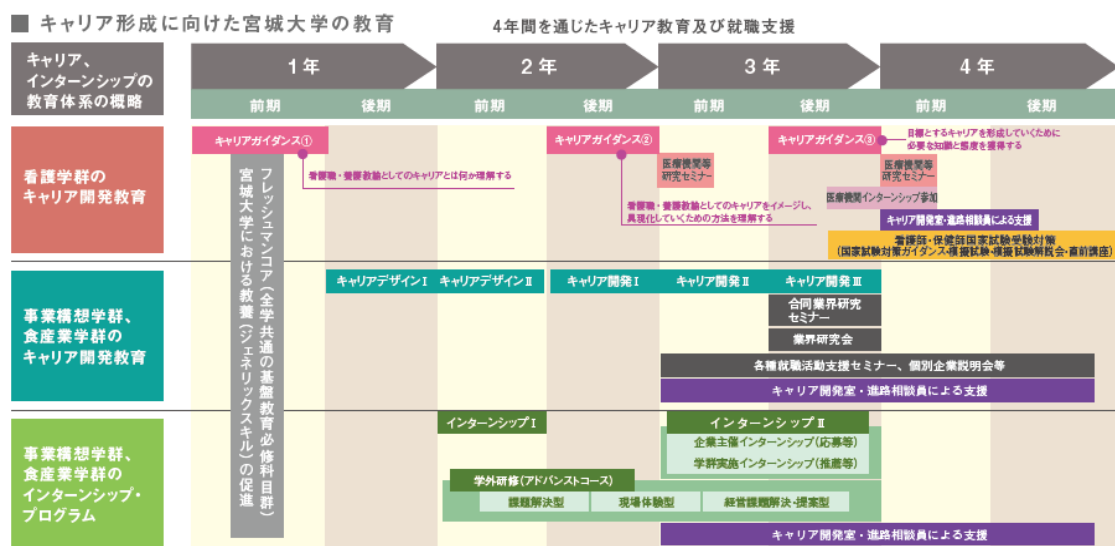 ■ キャリア形成に向けた宮城大学の教育
4年間を通じたキャリア教育及び就職支援
キャリア、
インターンシップの
教育体系の概略
1年
2年
3年
4年
前期
後期
前期
後期
前期
後期
前期
後期
看護学群の
キャリア開発教育
キャリアガイダンス①
看護職・養護教諭としてのキャリアとは何か理解する
キャリアガイダンス②
看護職・養護教諭としてのキャリアをイメージし、
具現化していくための方法を理解する
医療機関等
研究セミナー
キャリアガイダンス③
目標とするキャリアを形成していくために
必要な知識と態度を獲得する
医療機関等
研究セミナー
医療機関インターンシップ参加
キャリア開発室・進路相談員による支援
看護師・保健師国家試験受験対策
(国家試験対策ガイダンス・模擬試験・模擬試験解説会・直前講座)
フレッシュマンコア(全学共通の基盤教育必修科目群)
宮城大学における教養(ジェネリックスキル)の促進
事業構想学群、
食産業学群の
キャリア開発教育
キャリアデザインⅠ
キャリアデザインⅡ
キャリア開発Ⅰ
キャリア開発Ⅱ
キャリア開発Ⅲ
合同業界研究
セミナー
業界研究会
各種就職活動支援セミナー、個別企業説明会等
キャリア開発室・進路相談員による支援
事業構想学群、
食産業学群の
インターンシップ・
プログラム
インターンシップⅠ
インターンシップⅡ
企業主催インターンシップ(応募等)
学群実施インターンシップ(推薦等)
学外研修(アドバンストコース)
課題解決型
現場体験型
経営課題解決・提案型
キャリア開発室・進路相談員による支援